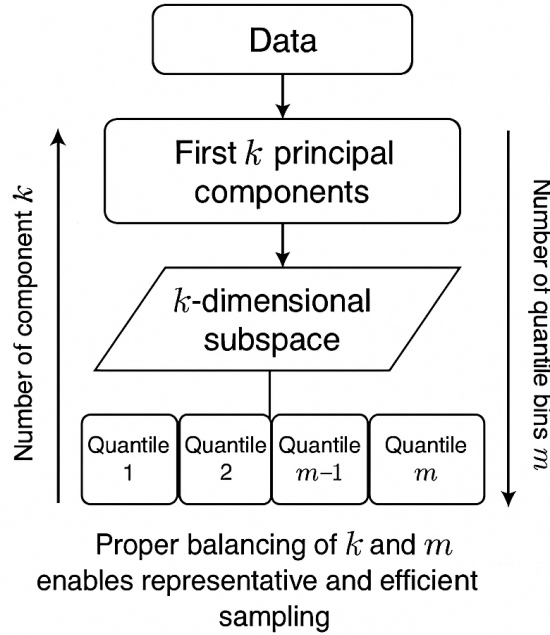 Data
First k principal
components
k-dimensional
subspace
Quantile
1
Quantile
2
Quantile
m–1
Quantile
m
Number of component k
Number of quantile bins m
Proper balancing of k and m
enables representative and efficient
sampling